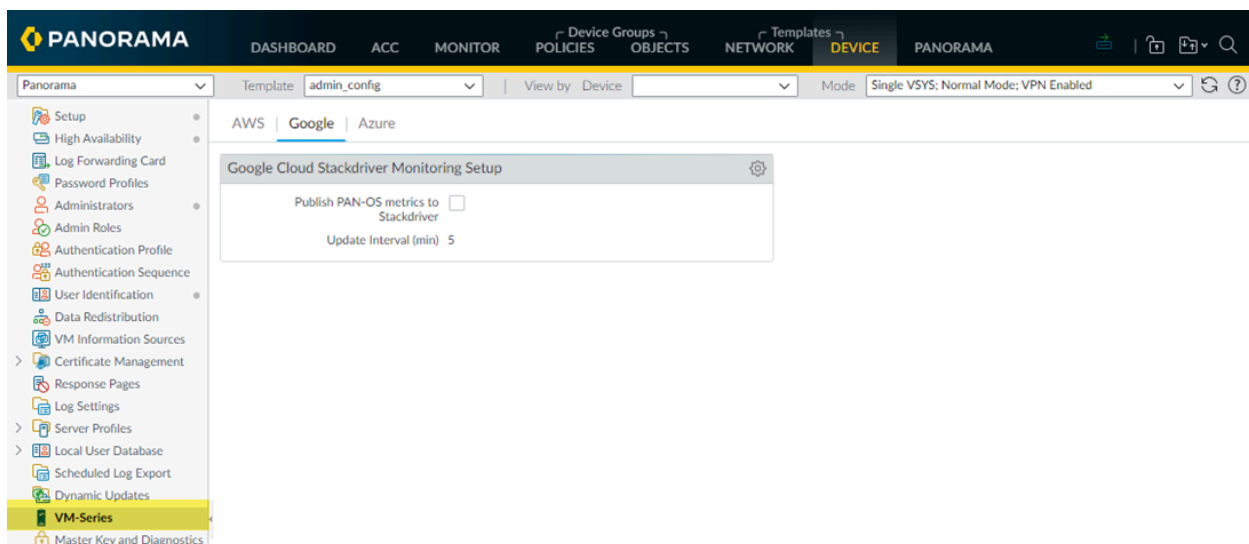 PANORAMA
Device Groups
Templates
DASHBOARD ACC MONITOR POLICIES OBJECTS NETWORK DEVICE PANORAMA
Panorama Template admin_config View by Device Mode Single VSYS; Normal Mode; VPN Enabled
AWS | Google | Azure
Google Cloud Stackdriver Monitoring Setup
Publish PAN-OS metrics to
Stackdriver
Update Interval (min) 5
Setup
High Availability
Log Forwarding Card
Password Profiles
Administrators
Admin Roles
Authentication Profile
Authentication Sequence
User Identification
Data Redistribution
VM Information Sources
Certificate Management
Response Pages
Log Settings
Server Profiles
Local User Database
Scheduled Log Export
Dynamic Updates
VM-Series
Master Key and Diagnostics